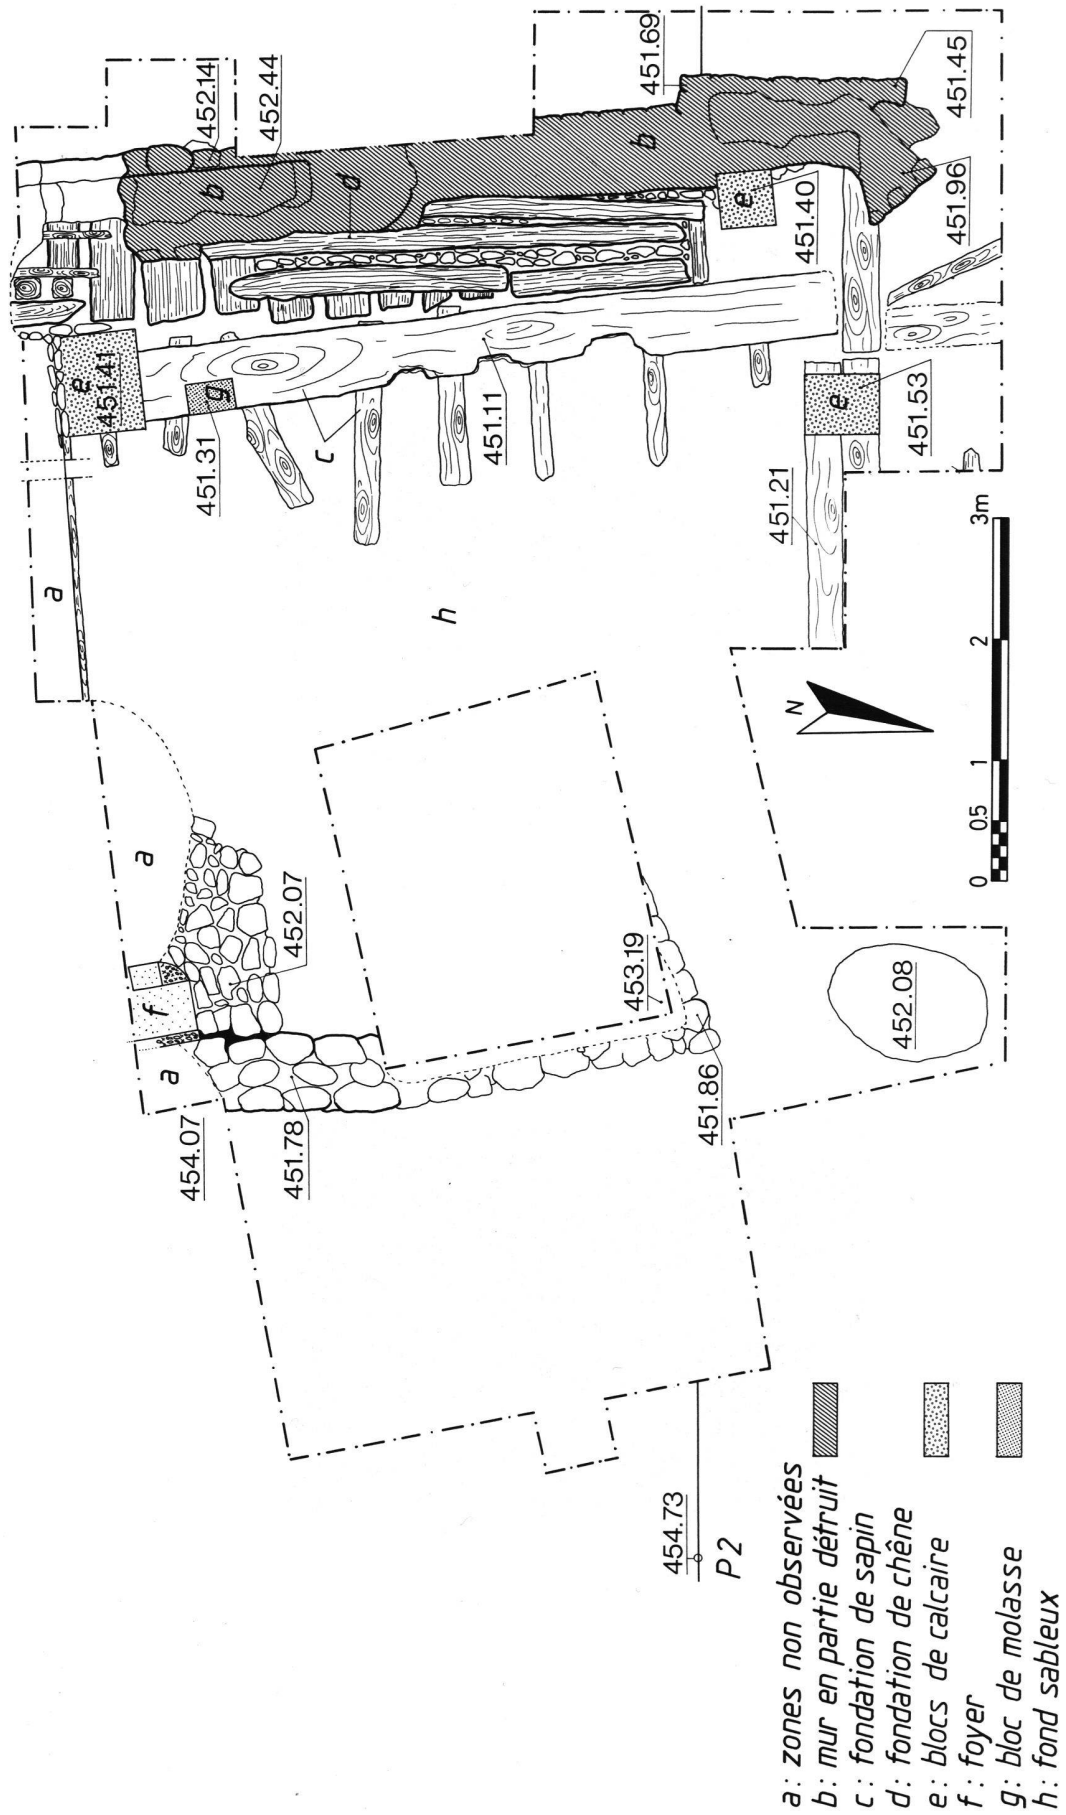 452.14
452.44
451.69
451.45
b
d
b
e
451.40
451.96
e
451.41
g
451.31
c
451.11
e
451.53
451.21
a
h
3m
2
1
0.5
0
N
a
452.07
f
453.19
452.08
a
454.07
451.78
451.86
454.73
P2
a: zones non observées
b: mur en partie détruit
c: fondation de sapin
d: fondation de chêne
e: blocs de calcaire
f: foyer
g: bloc de molasse
h: fond sableux